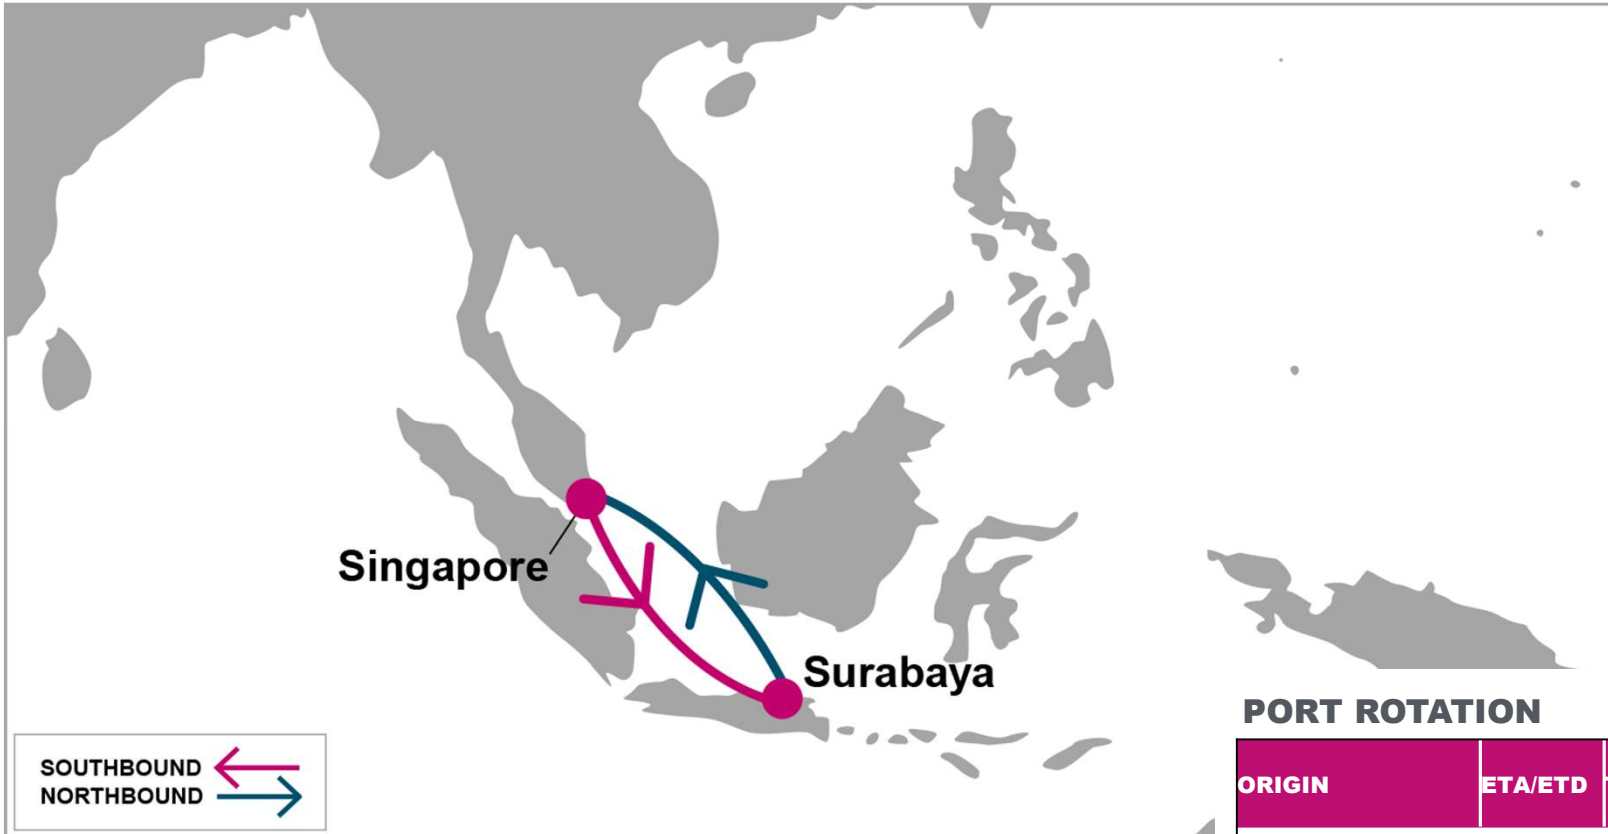 Singapore
Surabaya
PORT ROTATION
ORIGIN ETA/ETD
SOUTHBOUND
NORTHBOUND